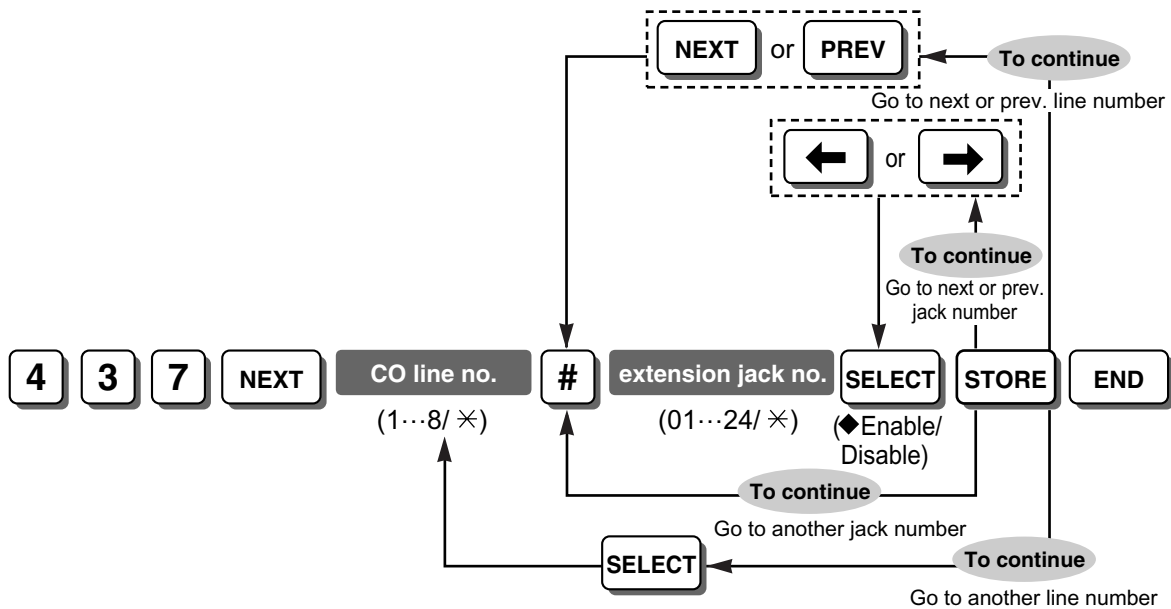 NEXT or PREV
To continue
Go to next or prev. line number
← or →
To continue
Go to next or prev.
jack number
4 3 7 NEXT CO line no. # extension jack no. SELECT STORE END
(1···8/ ✳) (01···24/ ✳) (◆Enable/
Disable)
To continue
Go to another jack number
SELECT
To continue
Go to another line number